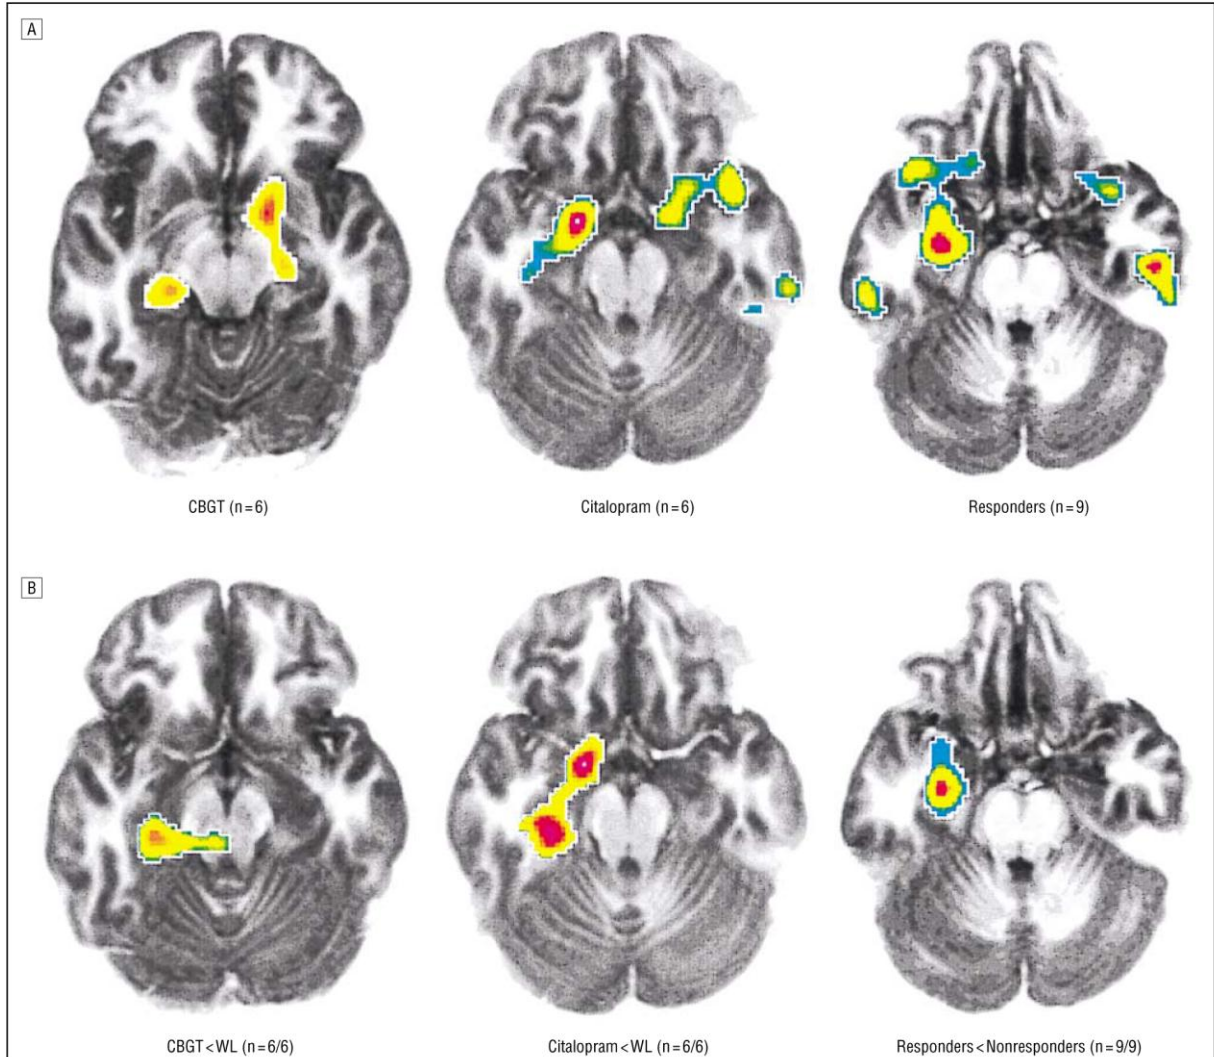 A
CBGT (n=6)
Citalopram (n=6)
Responders (n=9)
B
CBGT<WL (n=6/6)
Citalopram<WL (n=6/6)
Responders<Nonresponders (n=9/9)